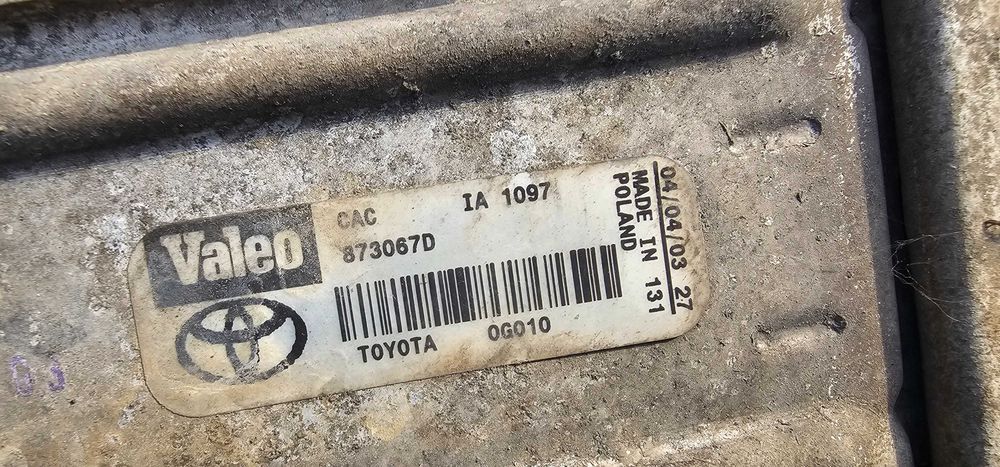 Valeo
CAC
IA 1097
873067D
TOYOTA
0G010
04/04/03 27
MADE IN 131
POLAND